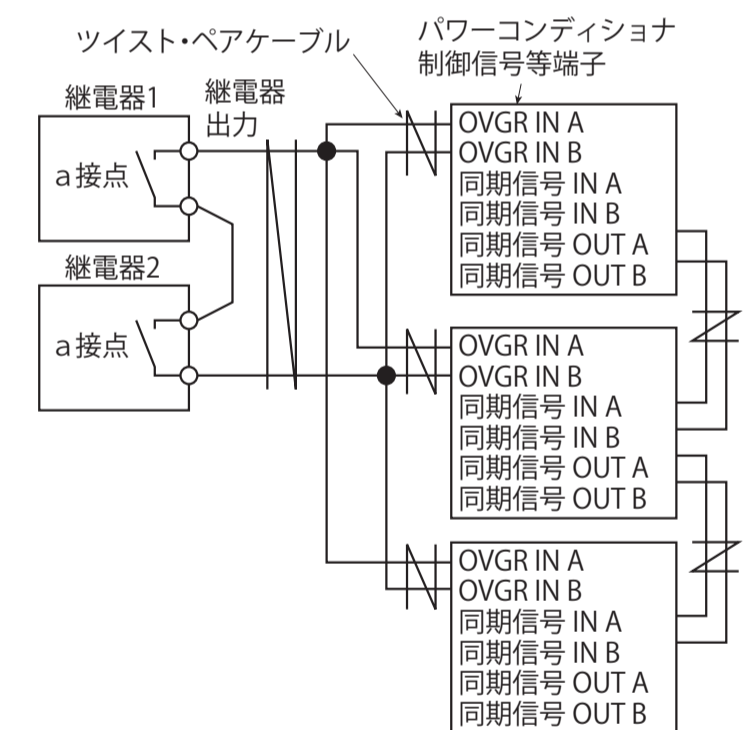 ツイスト・ペアケーブル
パワーコンディショナ
制御信号等端子
継電器1
継電器
出力
a接点
継電器2
a接点
OVGR IN A
OVGR IN B
同期信号 IN A
同期信号 IN B
同期信号 OUT A
同期信号 OUT B
OVGR IN A
OVGR IN B
同期信号 IN A
同期信号 IN B
同期信号 OUT A
同期信号 OUT B
OVGR IN A
OVGR IN B
同期信号 IN A
同期信号 IN B
同期信号 OUT A
同期信号 OUT B